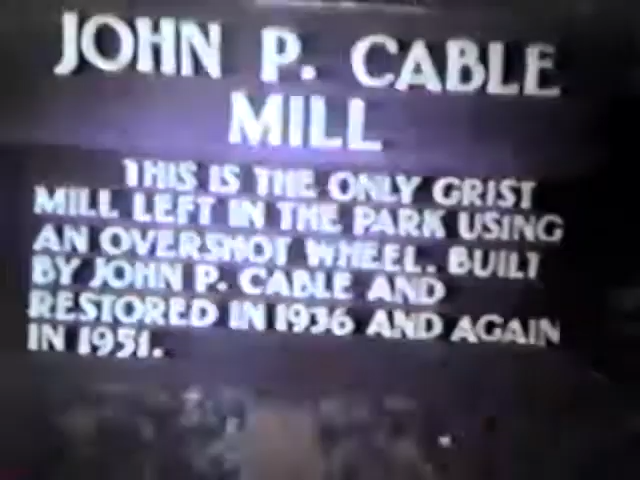 JOHN P. CABLE
MILL
THIS IS THE ONLY GRIST
MILL LEFT IN THE PARK USING
AN OVERSHOT WHEEL. BUILT
BY JOHN P. CABLE AND
RESTORED IN 1936 AND AGAIN
IN 1951.